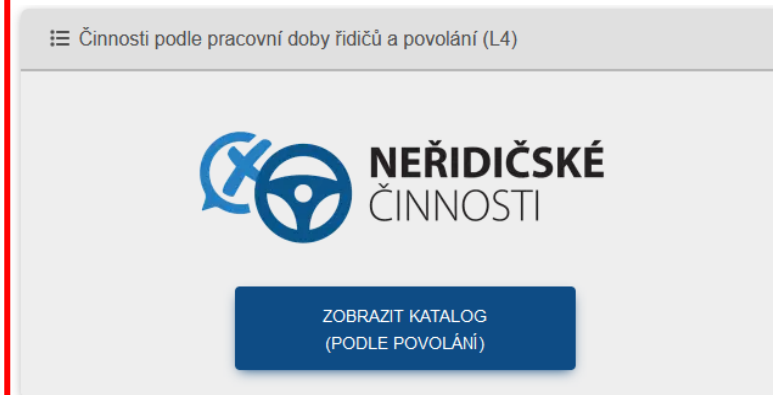 Činnosti podle pracovní doby řidičů a povolání (L4)
NEŘIDIČSKÉ
ČINNOSTI
ZOBRAZIT KATALOG
(PODLE POVOLÁNÍ)